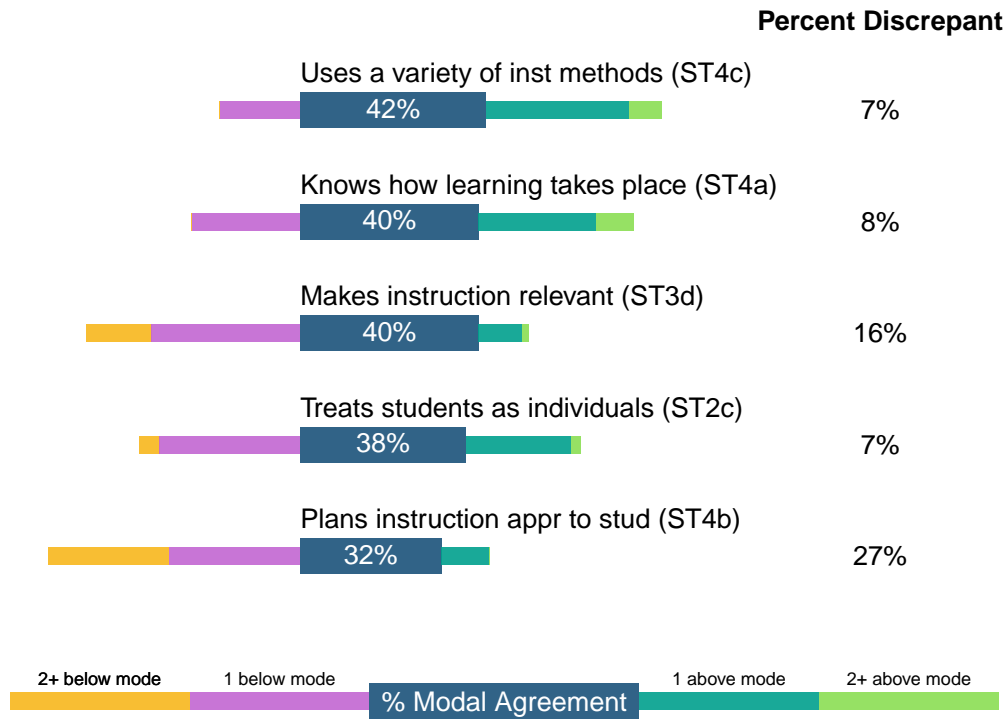 Percent Discrepant
Uses a variety of inst methods (ST4c)
42%
7%
Knows how learning takes place (ST4a)
40%
8%
Makes instruction relevant (ST3d)
40%
16%
Treats students as individuals (ST2c)
38%
7%
Plans instruction appr to stud (ST4b)
32%
27%
2+ below mode
1 below mode
% Modal Agreement
1 above mode
2+ above mode